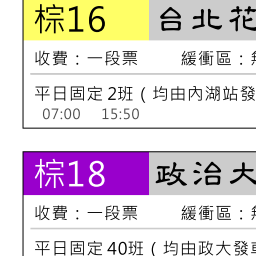 棕16 台北花
收費：一段票 緩衝區：無
平日固定 2班 ( 均由內湖站發
07:00 15:50
棕18 政治大
收費：一段票 緩衝區：無
平日固定 40班 ( 均由政大發車